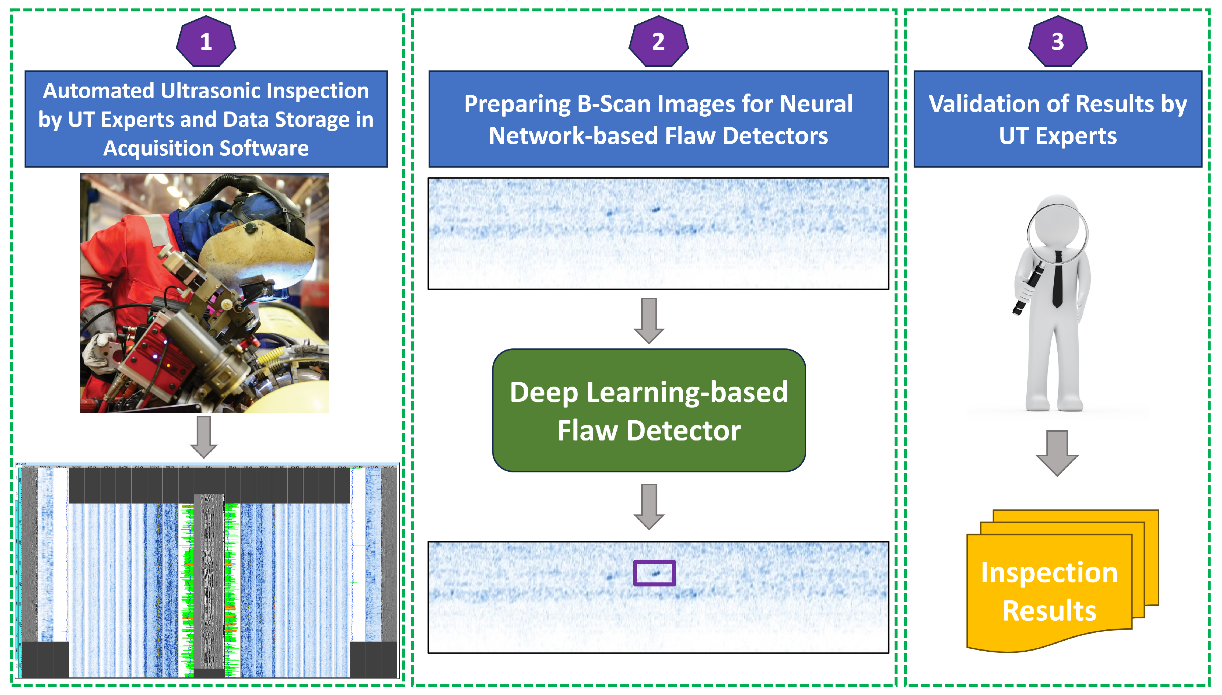 1
Automated Ultrasonic Inspection
by UT Experts and Data Storage in
Acquisition Software
2
Preparing B-Scan Images for Neural
Network-based Flaw Detectors
Deep Learning-based
Flaw Detector
3
Validation of Results by
UT Experts
Inspection
Results